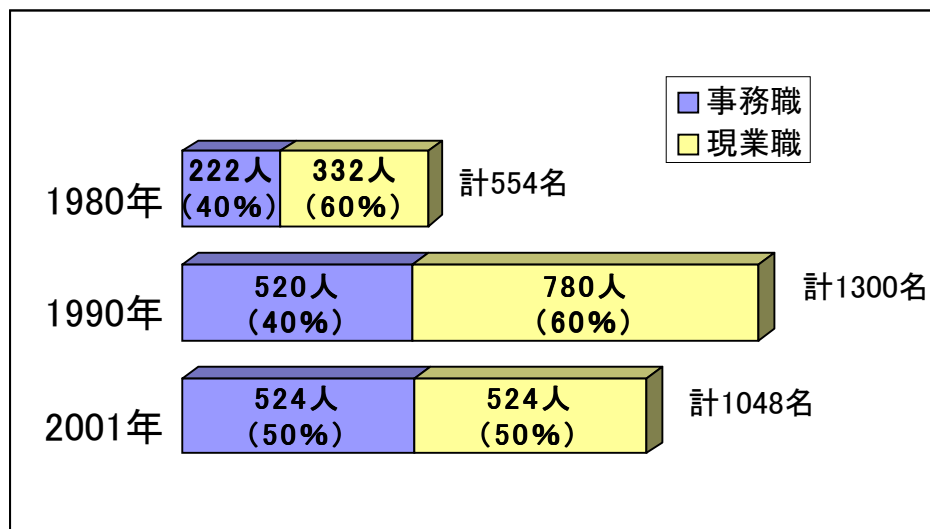 事務職
現業職
1980年
222人
(40%)
332人
(60%)
計554名
1990年
520人
(40%)
780人
(60%)
計1300名
2001年
524人
(50%)
524人
(50%)
計1048名